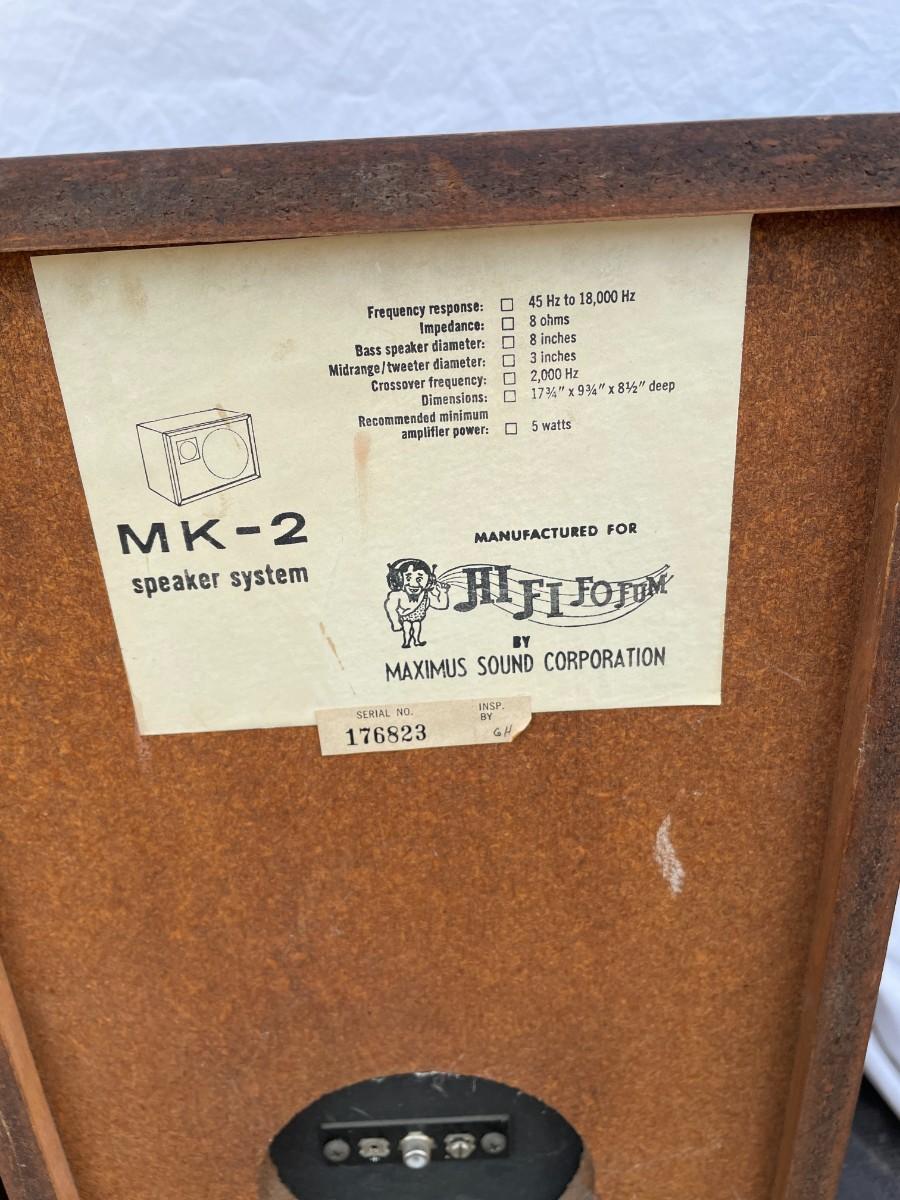 Frequency response: 45 Hz to 18,000 Hz
Impedance: 8 ohms
Bass speaker diameter: 8 inches
Midrange/tweeter diameter: 3 inches
Crossover frequency: 2,000 Hz
Dimensions: 17¾" x 9¾" x 8½" deep
Recommended minimum
amplifier power: 5 watts
MK-2
speaker system
MANUFACTURED FOR
HI FI FO FUM
BY
MAXIMUS SOUND CORPORATION
SERIAL NO. INSP.
BY
176823 GH